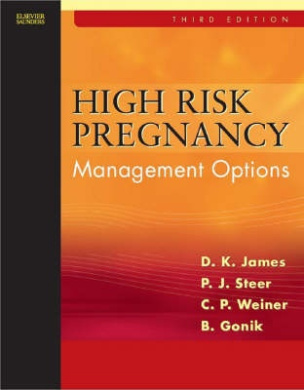 ELSEVIER
SAUNDERS
THIRD EDITION
HIGH RISK
PREGNANCY
Management Options
D. K. James
P. J. Steer
C. P. Weiner
B. Gonik